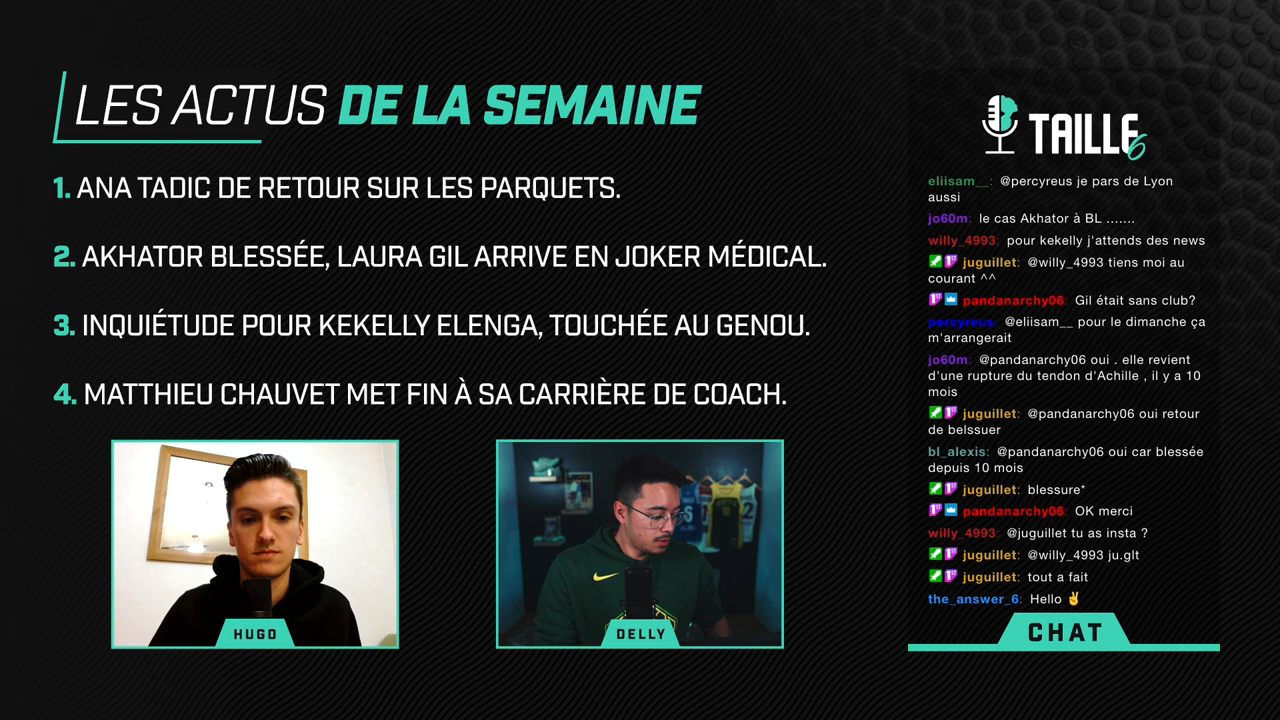 LES ACTUS DE LA SEMAINE
1. ANA TADIC DE RETOUR SUR LES PARQUETS.
2. AKHATOR BLESSÉE, LAURA GIL ARRIVE EN JOKER MÉDICAL.
3. INQUIÉTUDE POUR KEKELLY ELENGA, TOUCHÉE AU GENOU.
4. MATTHIEU CHAUVET MET FIN À SA CARRIÈRE DE COACH.
HUGO
DELLY
TAILLE 6
eliisam__: @percyreus je pars de Lyon
aussi
jo60m: le cas Akhator à BL .......
willy_4993: pour kekelly j'attends des news
juguillet: @willy_4993 tiens moi au
courant ^^
pandanarchy06: Gil était sans club?
percyreus: @eliisam__ pour le dimanche ça
m'arrangerait
jo60m: @pandanarchy06 oui . elle revient
d'une rupture du tendon d'Achille , il y a 10
mois
juguillet: @pandanarchy06 oui retour
de belssuer
bl_alexis: @pandanarchy06 oui car blessée
depuis 10 mois
juguillet: blessure*
pandanarchy06: OK merci
willy_4993: @juguillet tu as insta ?
juguillet: @willy_4993 ju.glt
juguillet: tout a fait
the_answer_6: Hello ✌️
CHAT